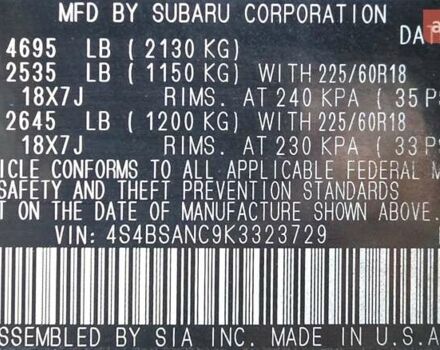 MFD BY SUBARU CORPORATION
DA
4695 LB (2130 KG)
2535 LB (1150 KG) WITH 225/60R18
18X7J RIMS. AT 240 KPA ( 35 PS
2645 LB (1200 KG) WITH 225/60R18
18X7J RIMS. AT 230 KPA ( 33 PS
ICLE CONFORMS TO ALL APPLICABLE FEDERAL M
SAFETY AND THEFT PREVENTION STANDARDS
T ON THE DATE OF MANUFACTURE SHOWN ABOVE.
VIN: 4S4BSANC9K3323729
SSEMBLED BY SIA INC. MADE IN U.S.A